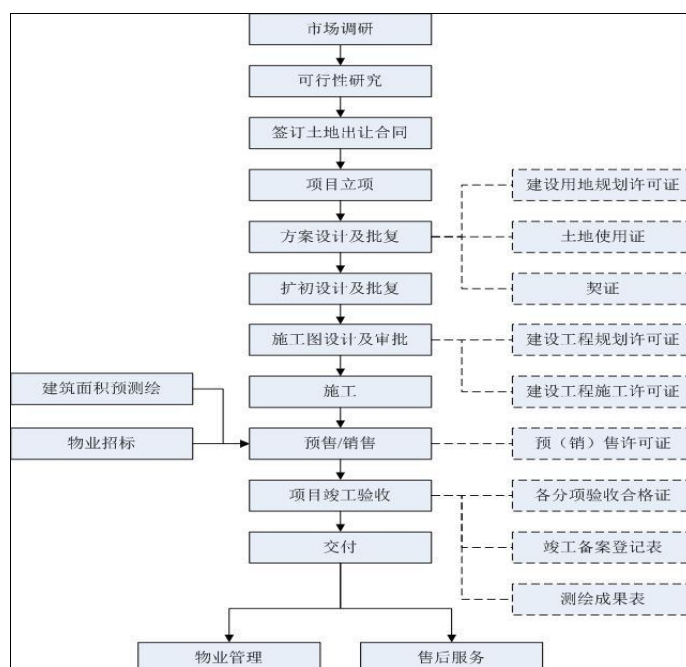 市场调研
可行性研究
签订土地出让合同
项目立项
建设用地规划许可证
方案设计及批复
土地使用证
扩初设计及批复
契证
施工图设计及审批
建设工程规划许可证
建筑面积预测绘
施工
建设工程施工许可证
物业招标
预售/销售
预（销）售许可证
项目竣工验收
各分项验收合格证
交付
竣工备案登记表
测绘成果表
物业管理
售后服务